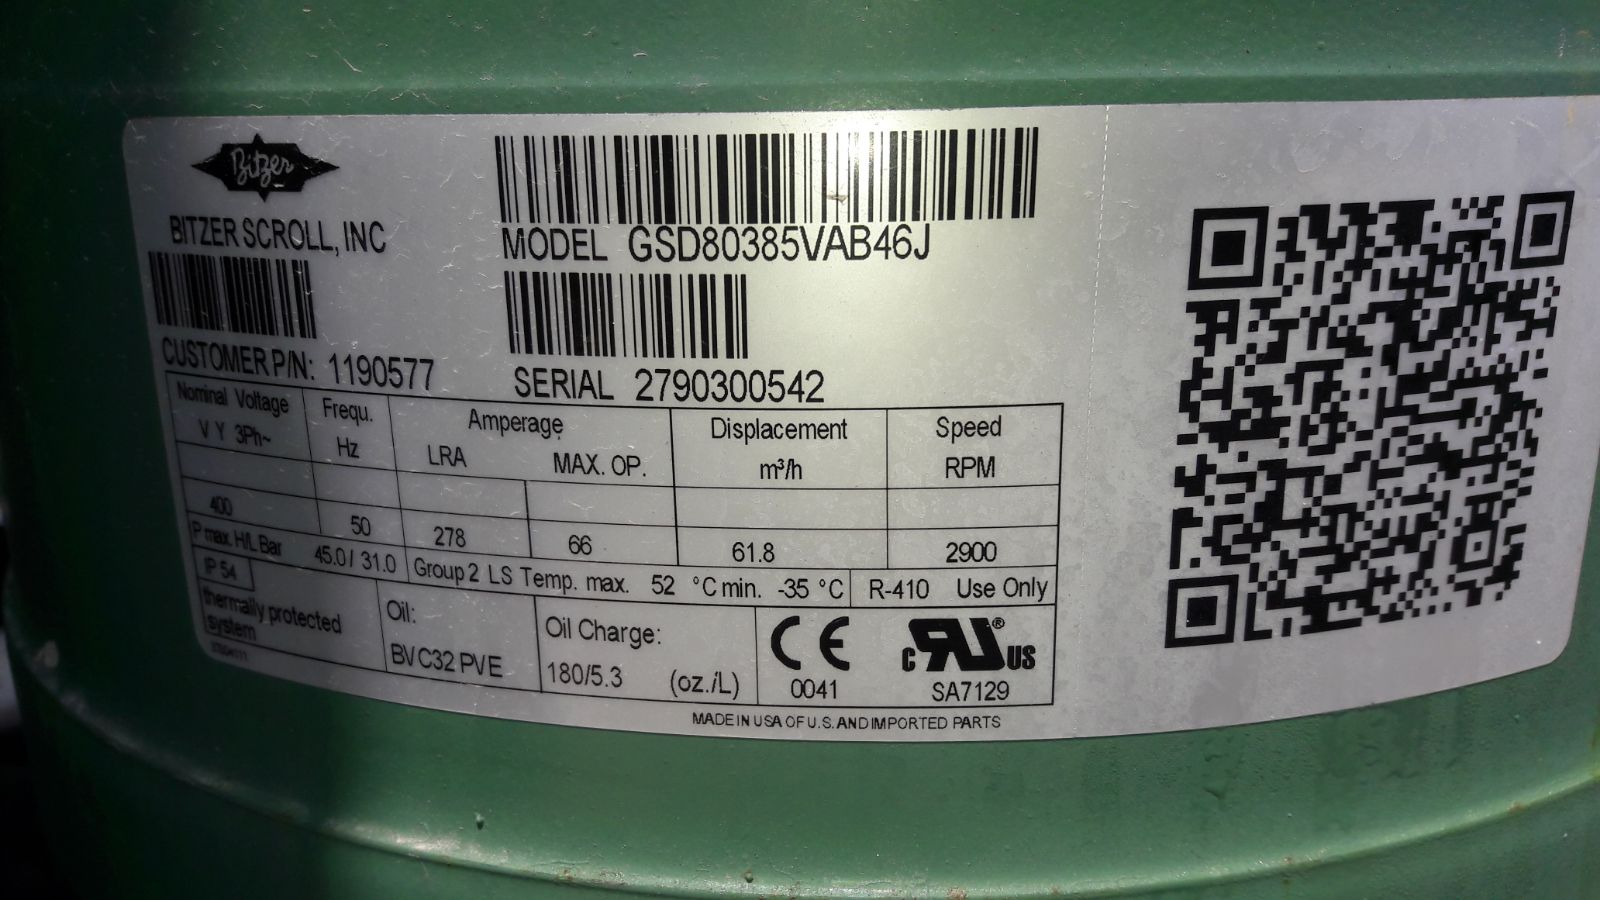 Bitzer
BITZER SCROLL, INC
MODEL GSD80385VAB46J
CUSTOMER P/N: 1190577
SERIAL 2790300542
Nominal Voltage Frequ. Amperage Displacement Speed
V Y 3Ph~ Hz LRA MAX. OP. m³/h RPM
400 50 278 66 61.8 2900
P max. H/L Bar 45.0 / 31.0 Group 2 LS Temp. max. 52 °C min. -35 °C R-410 Use Only
IP 54
thermally protected
system
Oil:
BVC32 PVE
Oil Charge:
180/5.3 (oz./L)
CE
0041
c RU ® US
SA7129
MADE IN USA OF U.S. AND IMPORTED PARTS